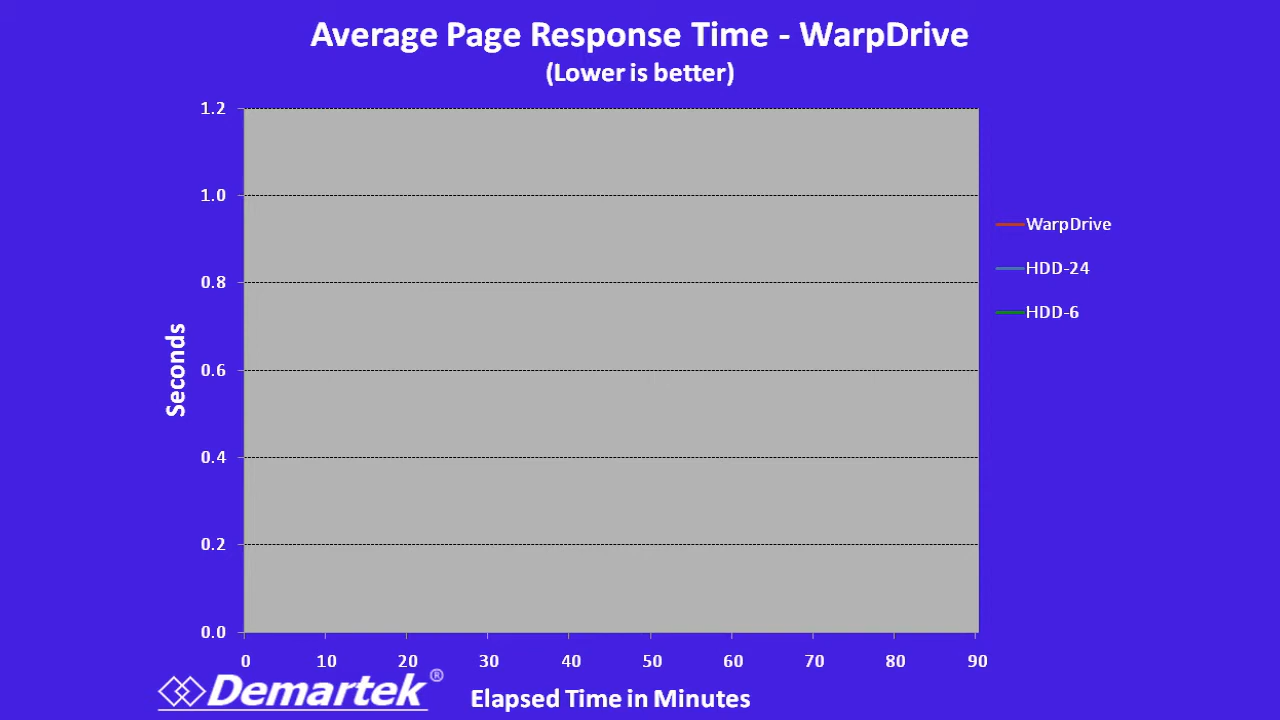 Average Page Response Time - WarpDrive
(Lower is better)
1.2
1.0
0.8
0.6
0.4
0.2
0.0
Seconds
WarpDrive
HDD-24
HDD-6
0 10 20 30 40 50 60 70 80 90
Demartek®
Elapsed Time in Minutes